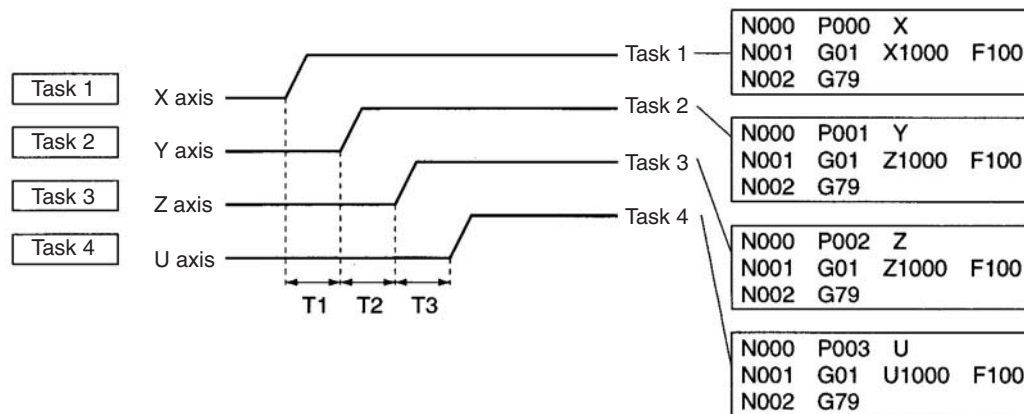 Task 1
Task 2
Task 3
Task 4
X axis
Y axis
Z axis
U axis
T1 T2 T3
Task 1
Task 2
Task 3
Task 4
N000 P000 X
N001 G01 X1000 F100
N002 G79
N000 P001 Y
N001 G01 Z1000 F100
N002 G79
N000 P002 Z
N001 G01 Z1000 F100
N002 G79
N000 P003 U
N001 G01 U1000 F100
N002 G79